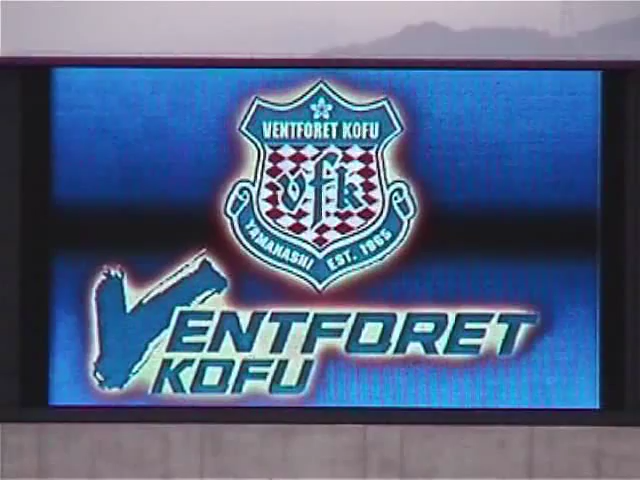 VENTFORET KOFU
vfk
YAMANASHI EST. 1965
VENTFORET
KOFU